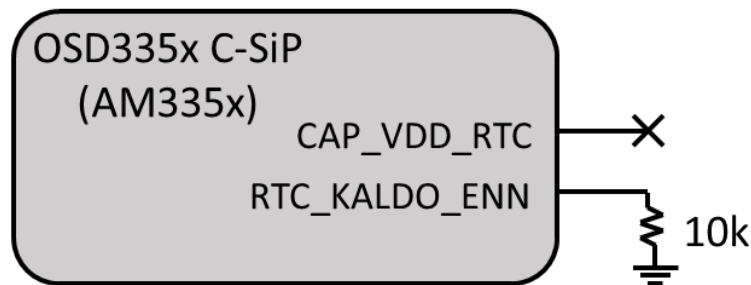 OSD335x C-SiP
(AM335x)
CAP_VDD_RTC
RTC_KALDO_ENN
10k